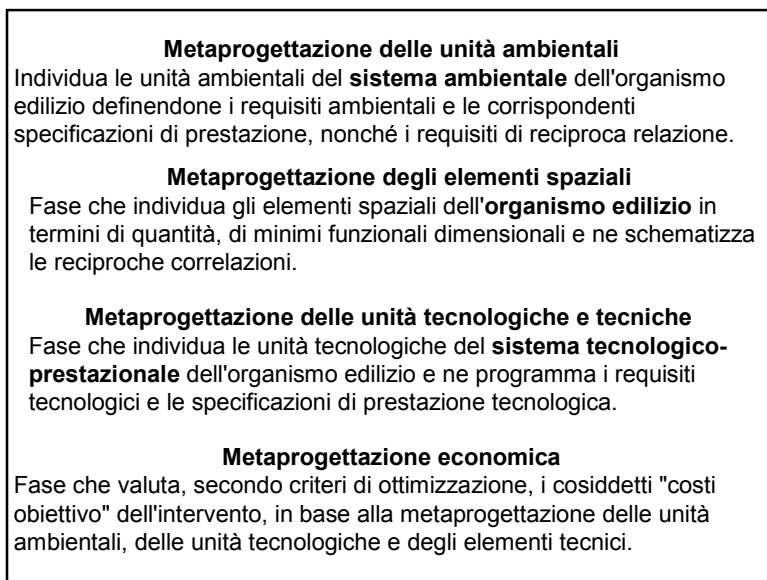 Metaprogettazione delle unità ambientali
Individua le unità ambientali del sistema ambientale dell'organismo
edilizio definendone i requisiti ambientali e le corrispondenti
specificazioni di prestazione, nonché i requisiti di reciproca relazione.
Metaprogettazione degli elementi spaziali
Fase che individua gli elementi spaziali dell'organismo edilizio in
termini di quantità, di minimi funzionali dimensionali e ne schematizza
le reciproche correlazioni.
Metaprogettazione delle unità tecnologiche e tecniche
Fase che individua le unità tecnologiche del sistema tecnologico-
prestazionale dell'organismo edilizio e ne programma i requisiti
tecnologici e le specificazioni di prestazione tecnologica.
Metaprogettazione economica
Fase che valuta, secondo criteri di ottimizzazione, i cosiddetti "costi
obiettivo" dell'intervento, in base alla metaprogettazione delle unità
ambientali, delle unità tecnologiche e degli elementi tecnici.